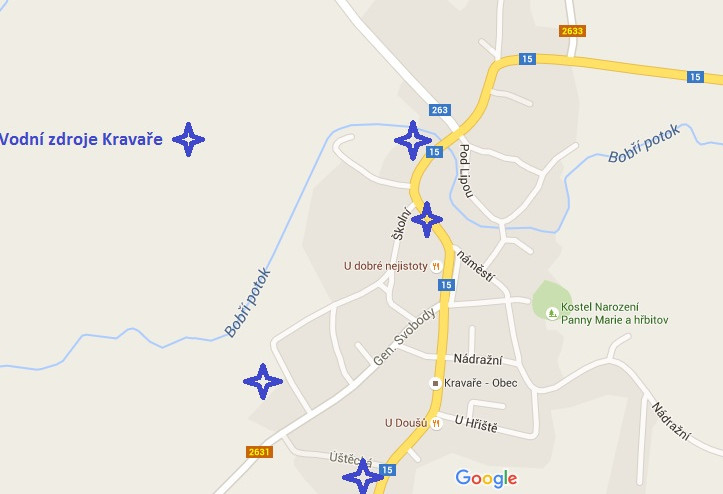 2633
15
15
263
Vodní zdroje Kravaře
15
Pod Lipou
Bobří potok
Školní
U dobré nejistoty
náměstí
15
Bobří potok
Kostel Narození
Panny Marie a hřbitov
Gen. Svobody
Nádražní
Kravaře - Obec
Nádražní
U Doušů
U Hřiště
2631
Úštěcká
15
Google